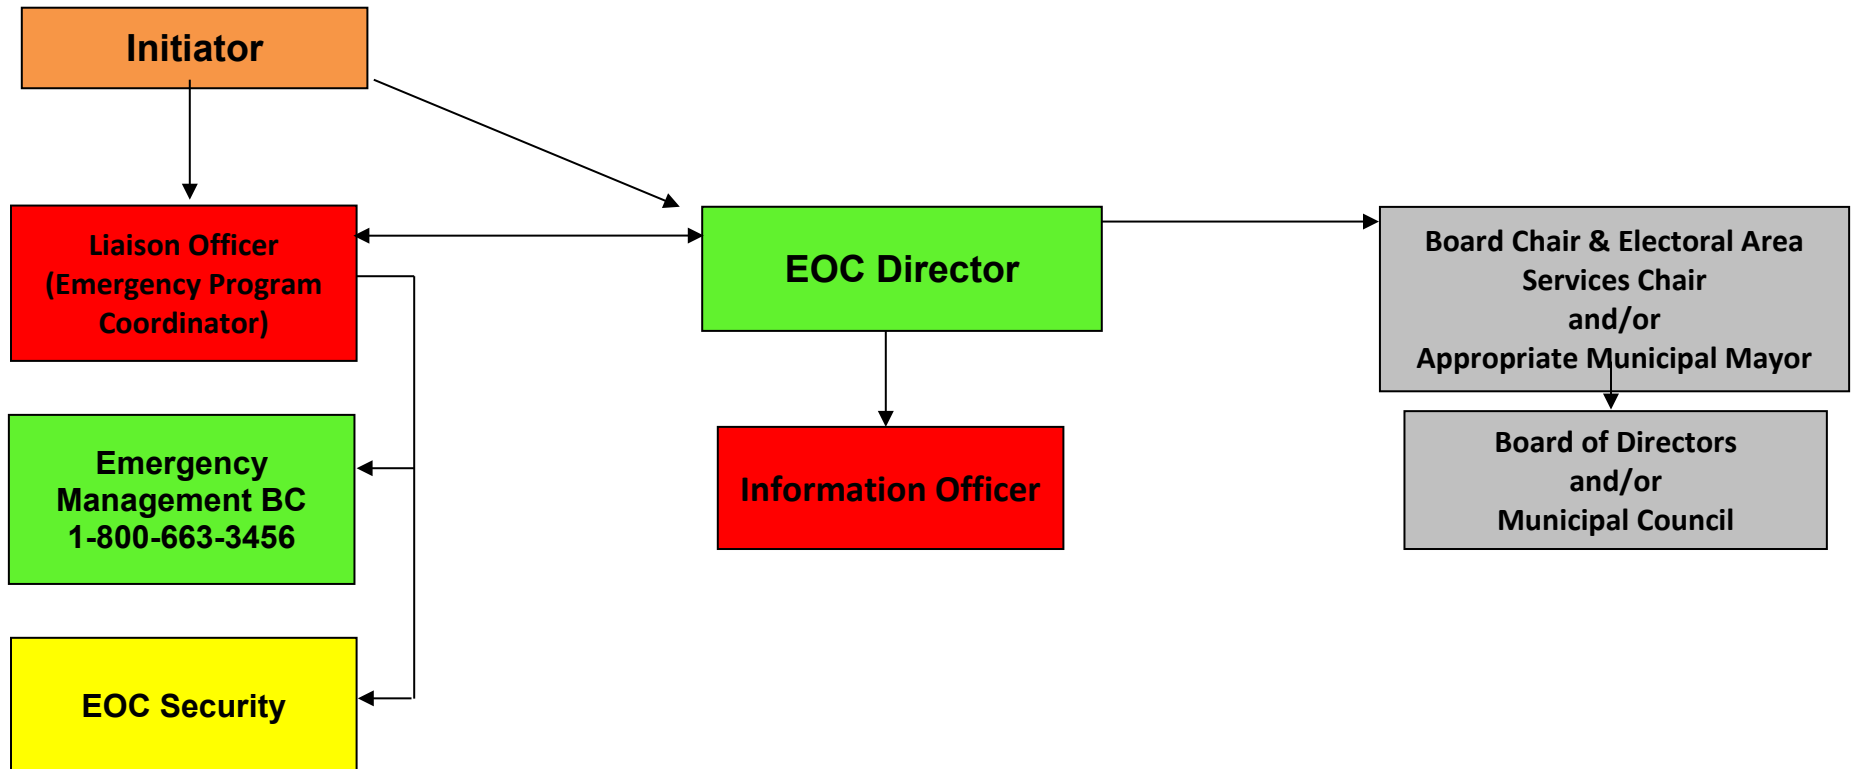 Initiator
Liaison Officer
(Emergency Program
Coordinator)
EOC Director
Board Chair & Electoral Area
Services Chair
and/or
Appropriate Municipal Mayor
Emergency
Management BC
1-800-663-3456
Information Officer
Board of Directors
and/or
Municipal Council
EOC Security